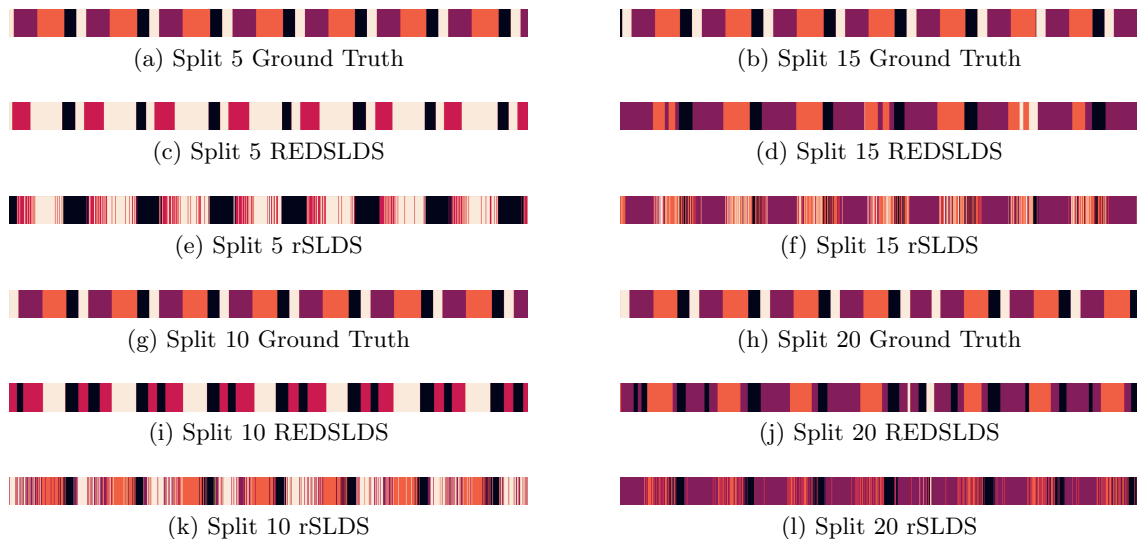 (a) Split 5 Ground Truth
(b) Split 15 Ground Truth
(c) Split 5 REDSLDS
(d) Split 15 REDSLDS
(e) Split 5 rSLDS
(f) Split 15 rSLDS
(g) Split 10 Ground Truth
(h) Split 20 Ground Truth
(i) Split 10 REDSLDS
(j) Split 20 REDSLDS
(k) Split 10 rSLDS
(l) Split 20 rSLDS